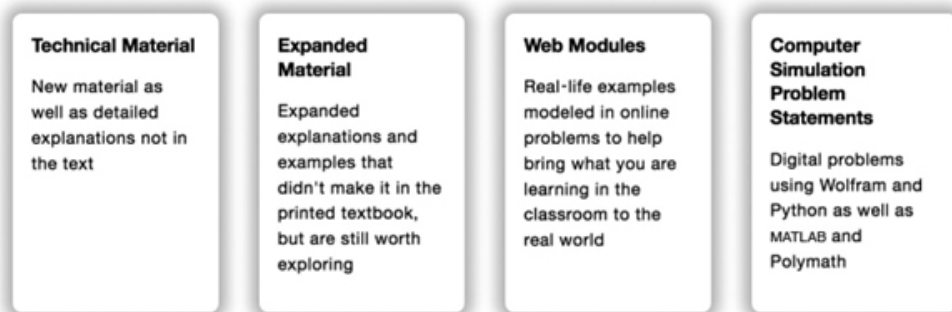 Technical Material
New material as
well as detailed
explanations not in
the text
Expanded
Material
Expanded
explanations and
examples that
didn't make it in the
printed textbook,
but are still worth
exploring
Web Modules
Real-life examples
modeled in online
problems to help
bring what you are
learning in the
classroom to the
real world
Computer
Simulation
Problem
Statements
Digital problems
using Wolfram and
Python as well as
MATLAB and
Polymath